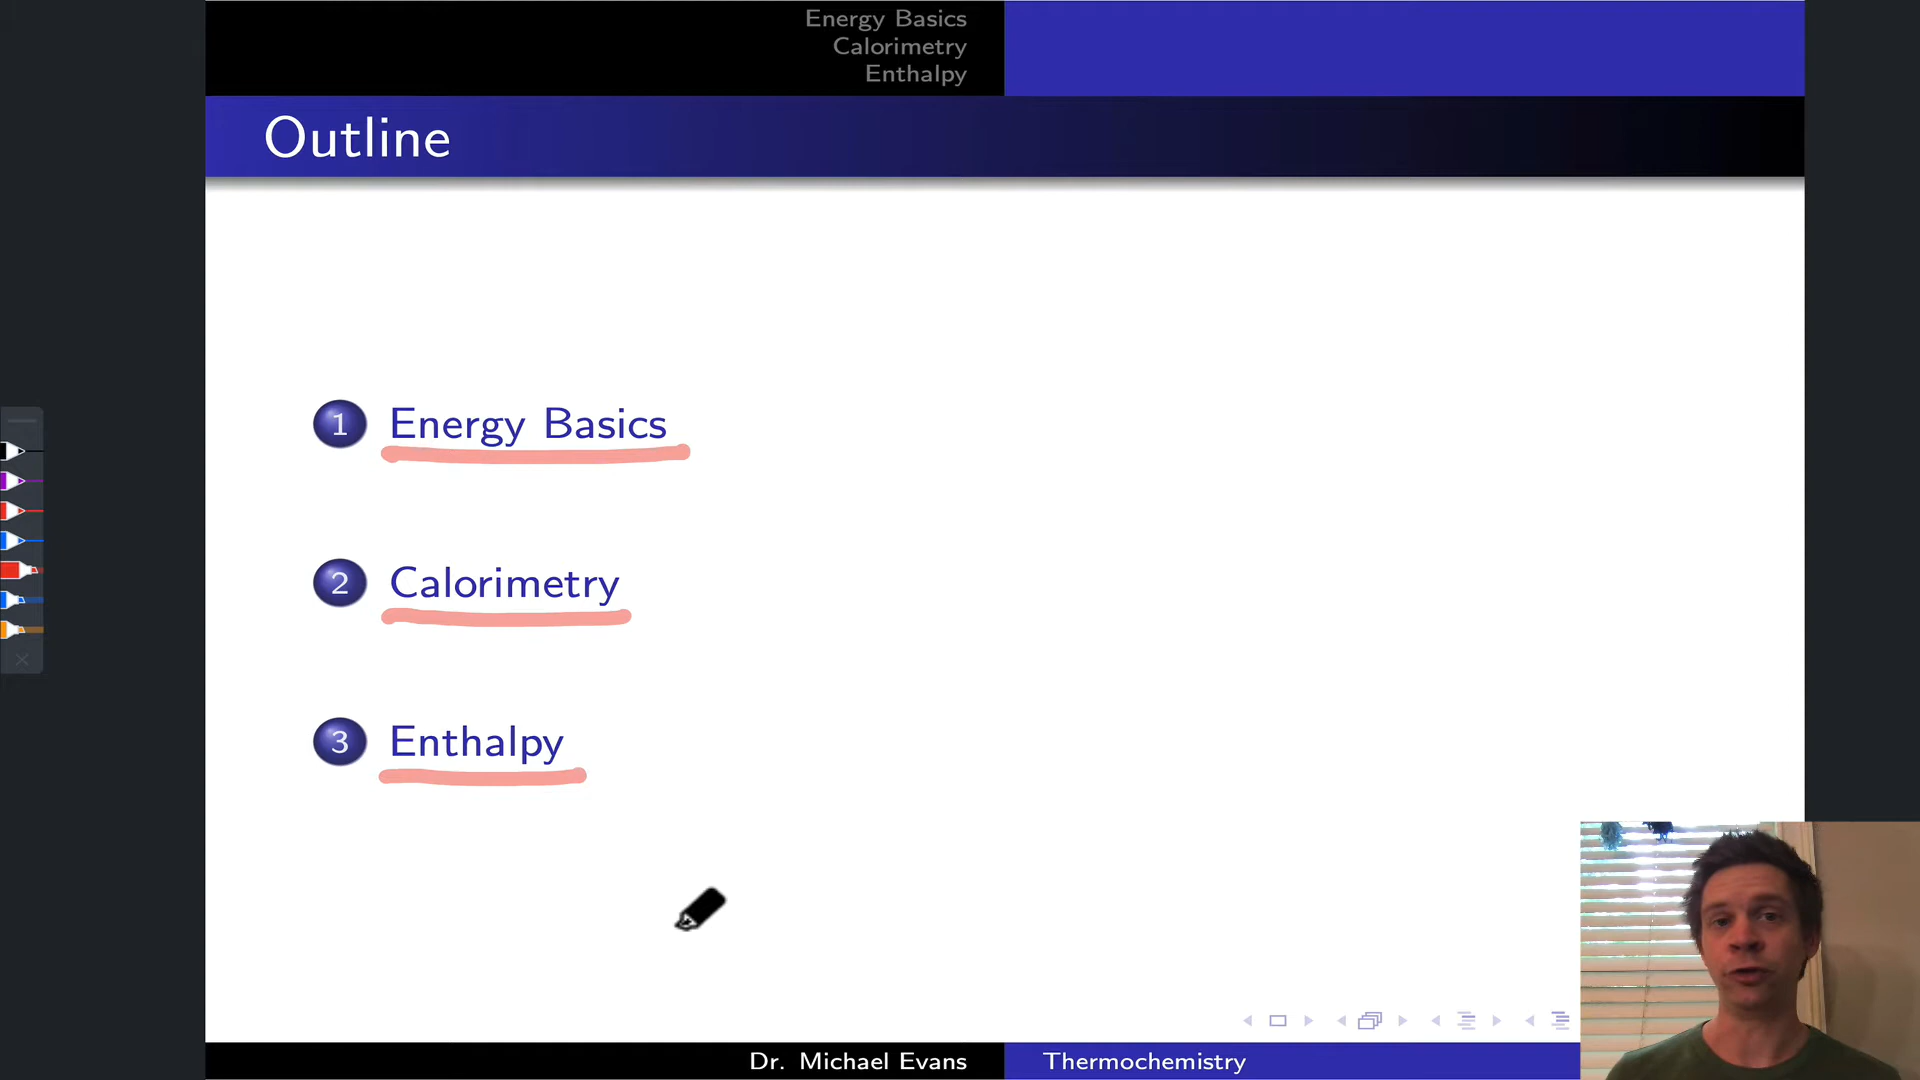 Energy Basics
Calorimetry
Enthalpy
Outline
1 Energy Basics
2 Calorimetry
3 Enthalpy
Dr. Michael Evans Thermochemistry